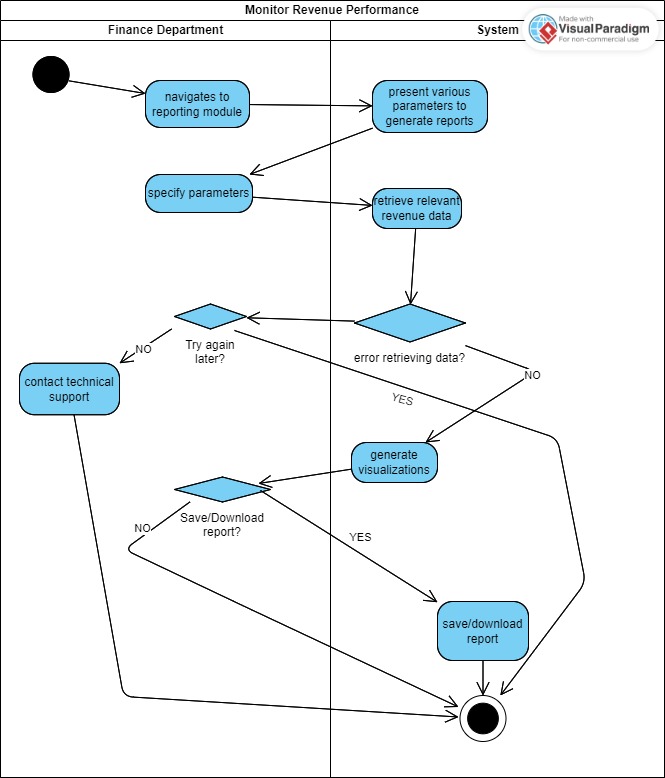 Monitor Revenue Performance
Finance Department
System
Made with
VisualParadigm
For non-commercial use
navigates to
reporting module
present various
parameters to
generate reports
specify parameters
retrieve relevant
revenue data
Try again
later?
error retrieving data?
NO
contact technical
support
NO
YES
generate
visualizations
Save/Download
report?
NO
YES
save/download
report